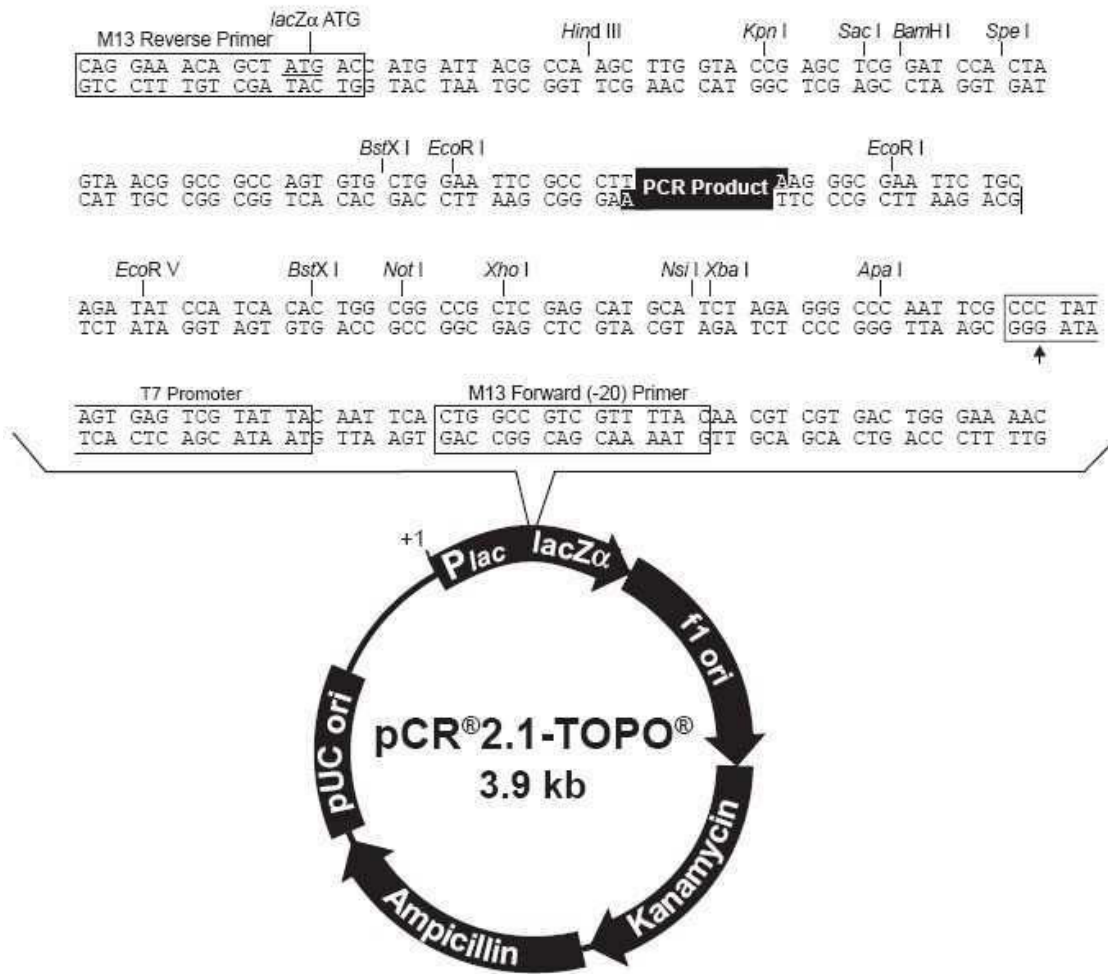 lacZα ATG
M13 Reverse Primer Hind III Kpn I Sac I BamH I Spe I
CAG GAA ACA GCT ATG ACC ATG ATT ACG CCA AGC TTG GTA CCG AGC TCG GAT CCA CTA
GTC CTT TGT CGA TAC TGG TAC TAA TGC GGT TCG AAC CAT GGC TCG AGC CTA GGT GAT
BstX I EcoR I EcoR I
GTA ACG GCC GCC AGT GTG CTG GAA TTC GCC CTT PCR Product AAG GGC GAA TTC TGC
CAT TGC CGG CGG TCA CAC GAC CTT AAG CGG GAA TTC CCG CTT AAG ACG
EcoR V BstX I Not I Xho I Nsi I Xba I Apa I
AGA TAT CCA TCA CAC TGG CGG CCG CTC GAG CAT GCA TCT AGA GGG CCC AAT TCG CCC TAT
TCT ATA GGT AGT GTG ACC GCC GGC GAG CTC GTA CGT AGA TCT CCC GGG TTA AGC GGG ATA
T7 Promoter M13 Forward (-20) Primer
AGT GAG TCG TAT TAC AAT TCA CTG GCC GTC GTT TTA CAA CGT CGT GAC TGG GAA AAC
TCA CTC AGC ATA ATG TTA AGT GAC CGG CAG CAA AAT GTT GCA GCA CTG ACC CTT TTG
+1
Plac lacZα
f1 ori
Kanamycin
Ampicillin
pUC ori
pCR®2.1-TOPO®
3.9 kb